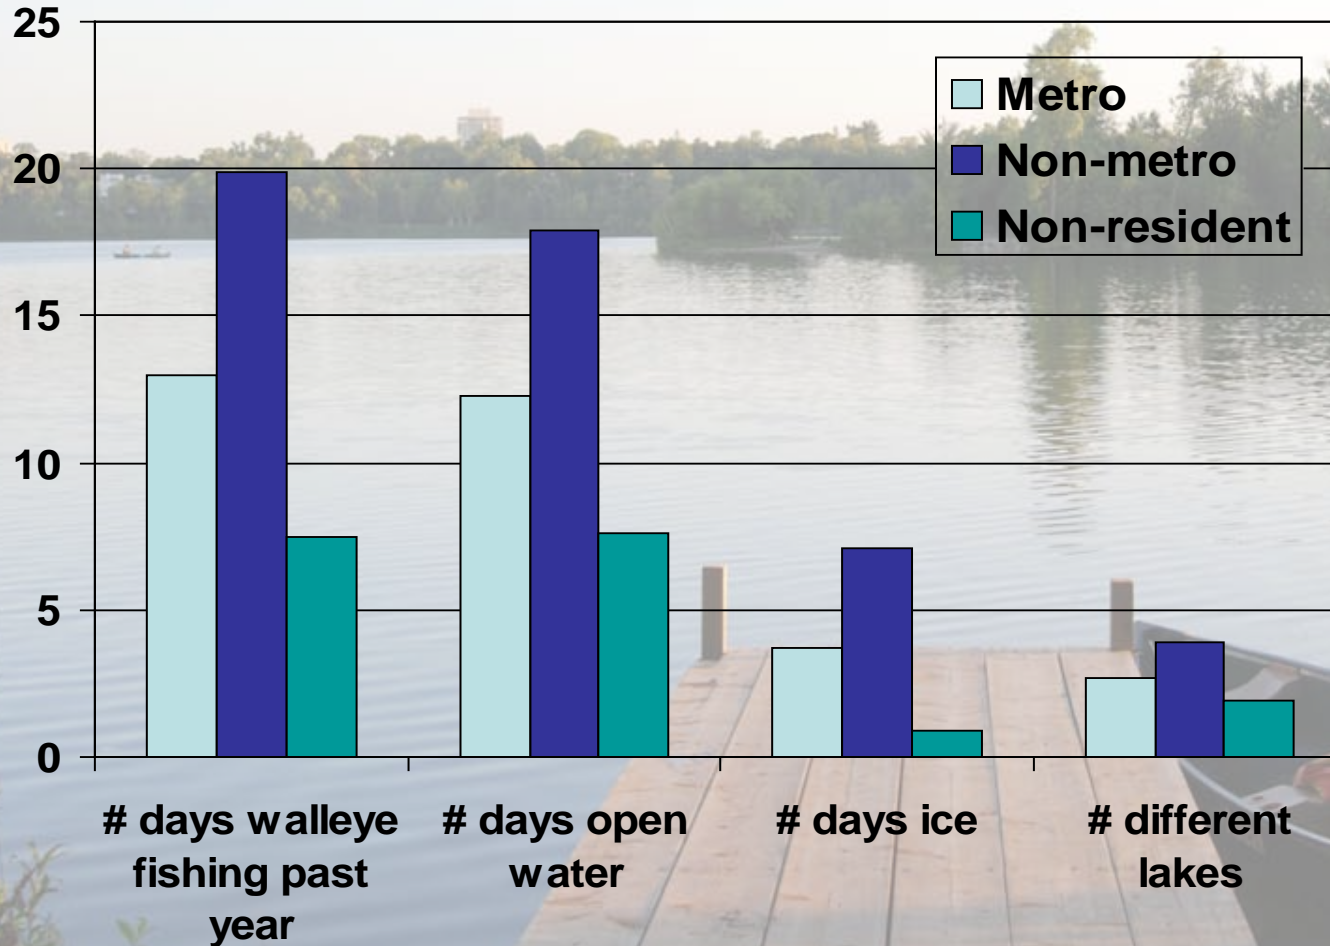 25
20
15
10
5
0
Metro
Non-metro
Non-resident
# days walleye
fishing past
year
# days open
water
# days ice
# different
lakes